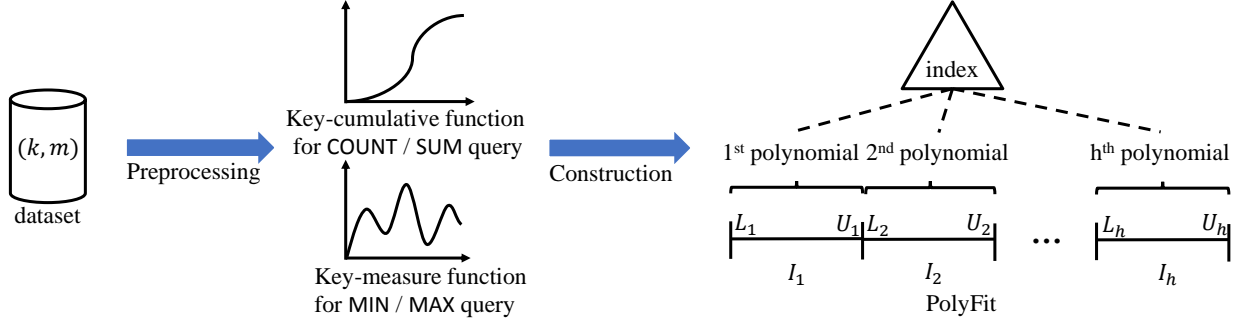 (k, m)
dataset
Preprocessing
Key-cumulative function
for COUNT / SUM query
Key-measure function
for MIN / MAX query
Construction
index
1st polynomial 2nd polynomial hth polynomial
L1 U1 L2 U2 ... Lh Uh
I1 I2 Ih
PolyFit